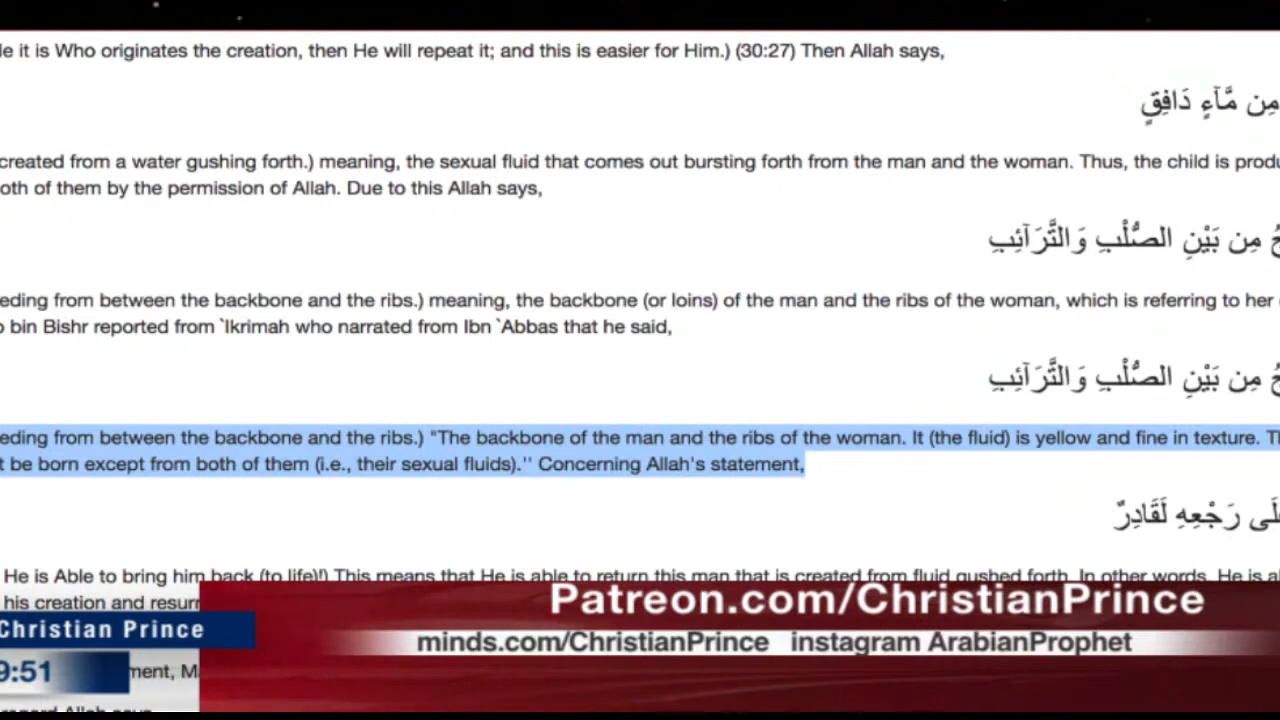 le it is Who originates the creation, then He will repeat it; and this is easier for Him.) (30:27) Then Allah says,
مِن مَّآءٍ دَافِقٍ
created from a water gushing forth.) meaning, the sexual fluid that comes out bursting forth from the man and the woman. Thus, the child is produ
oth of them by the permission of Allah. Due to this Allah says,
جُ مِن بَيْنِ الصُّلْبِ وَالتَّرَآئِبِ
eding from between the backbone and the ribs.) meaning, the backbone (or loins) of the man and the ribs of the woman, which is referring to her
o bin Bishr reported from `Ikrimah who narrated from Ibn `Abbas that he said,
جُ مِن بَيْنِ الصُّلْبِ وَالتَّرَآئِبِ
eding from between the backbone and the ribs.) "The backbone of the man and the ribs of the woman. It (the fluid) is yellow and fine in texture. Th
t be born except from both of them (i.e., their sexual fluids).'' Concerning Allah's statement,
لَى رَجْعِهِ لَقَادِرٌ
He is Able to bring him back (to life)!) This means that He is able to return this man that is created from fluid gushed forth. In other words, He is al
his creation and resurr
Patreon.com/ChristianPrince
Christian Prince
minds.com/ChristianPrince instagram ArabianProphet
9:51
ment, M